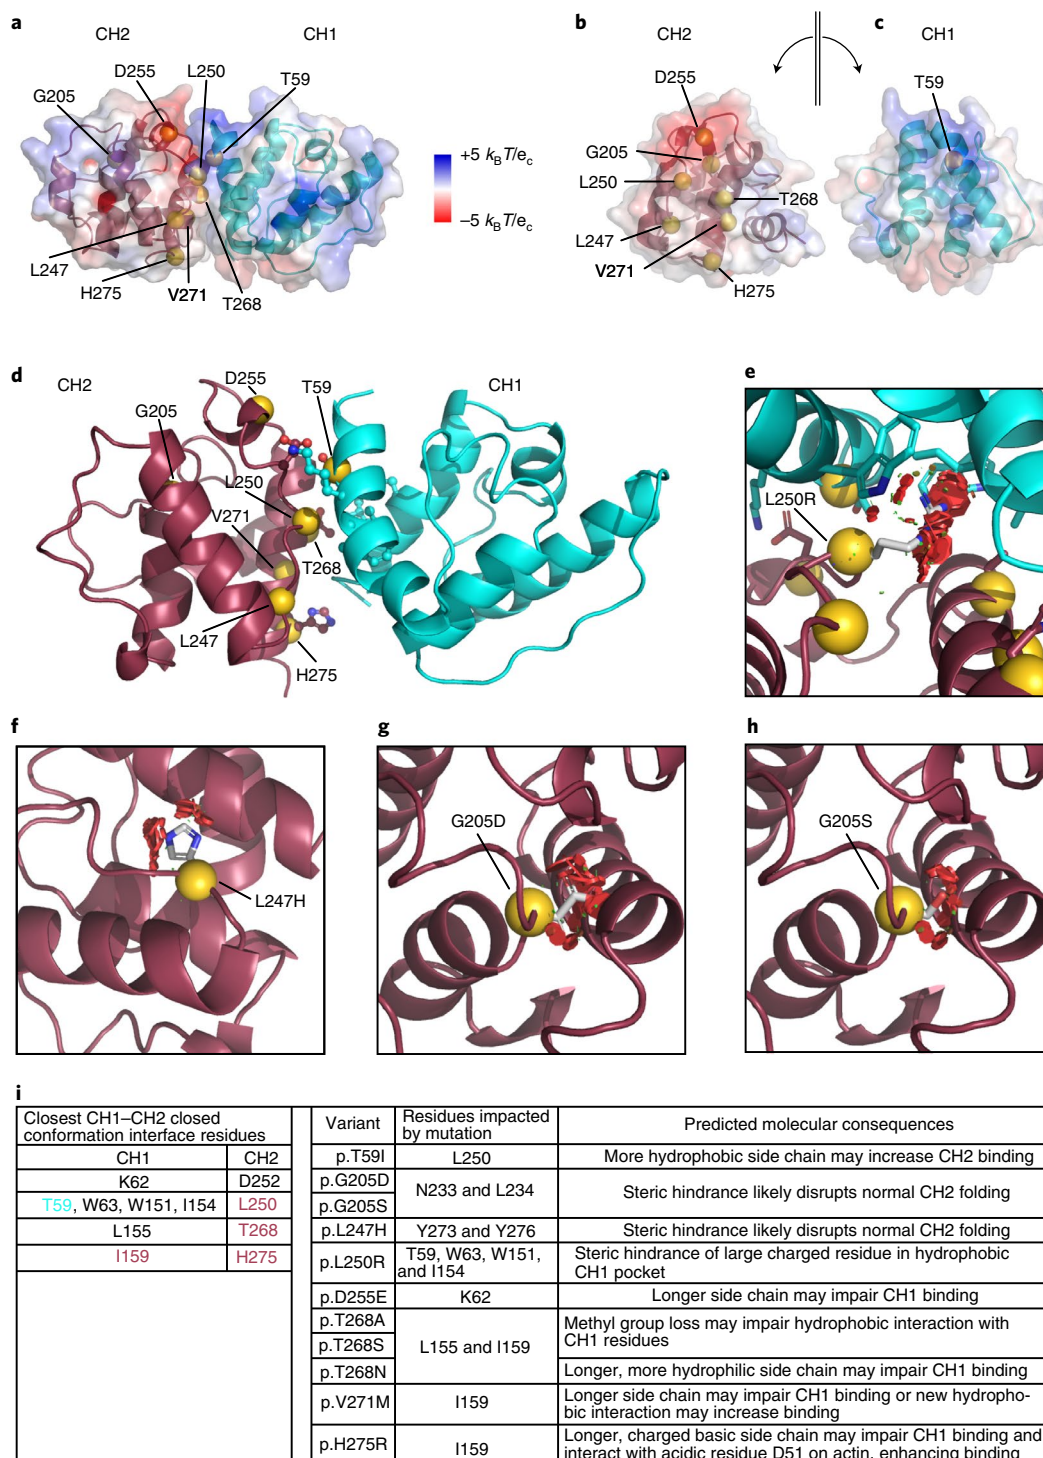 a
CH2
CH1
D255
L250
T59
G205
L247
H275
V271
T268
+5 kBT/ec
−5 kBT/ec
b
CH2
D255
G205
L250
T268
L247
V271
H275
c
CH1
T59
d
CH2
D255
T59
CH1
G205
L250
V271
T268
L247
H275
e
L250R
f
L247H
g
G205D
h
G205S
i
Closest CH1–CH2 closed
conformation interface residues
CH1 CH2
K62 D252
T59, W63, W151, I154 L250
L155 T268
I159 H275
Variant Residues impacted by mutation Predicted molecular consequences
p.T59I L250 More hydrophobic side chain may increase CH2 binding
p.G205D
p.G205S
N233 and L234 Steric hindrance likely disrupts normal CH2 folding
p.L247H Y273 and Y276 Steric hindrance likely disrupts normal CH2 folding
p.L250R T59, W63, W151, and I154 Steric hindrance of large charged residue in hydrophobic
CH1 pocket
p.D255E K62 Longer side chain may impair CH1 binding
p.T268A
p.T268S
L155 and I159 Methyl group loss may impair hydrophobic interaction with
CH1 residues
p.T268N Longer, more hydrophilic side chain may impair CH1 binding
p.V271M I159 Longer side chain may impair CH1 binding or new hydropho-
bic interaction may increase binding
p.H275R I159 Longer, charged basic side chain may impair CH1 binding and
interact with acidic residue D51 on actin, enhancing binding